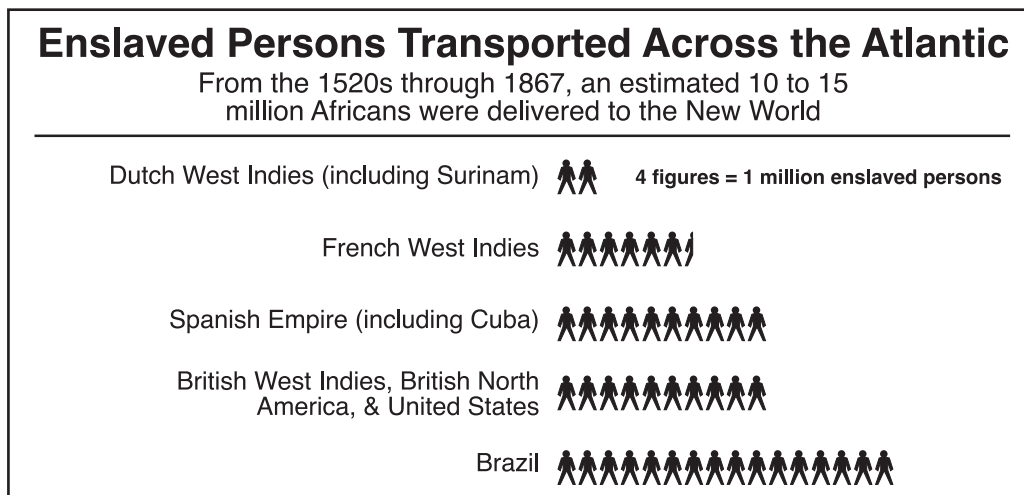 Enslaved Persons Transported Across the Atlantic
From the 1520s through 1867, an estimated 10 to 15
million Africans were delivered to the New World
Dutch West Indies (including Surinam)
4 figures = 1 million enslaved persons
French West Indies
Spanish Empire (including Cuba)
British West Indies, British North
America, & United States
Brazil